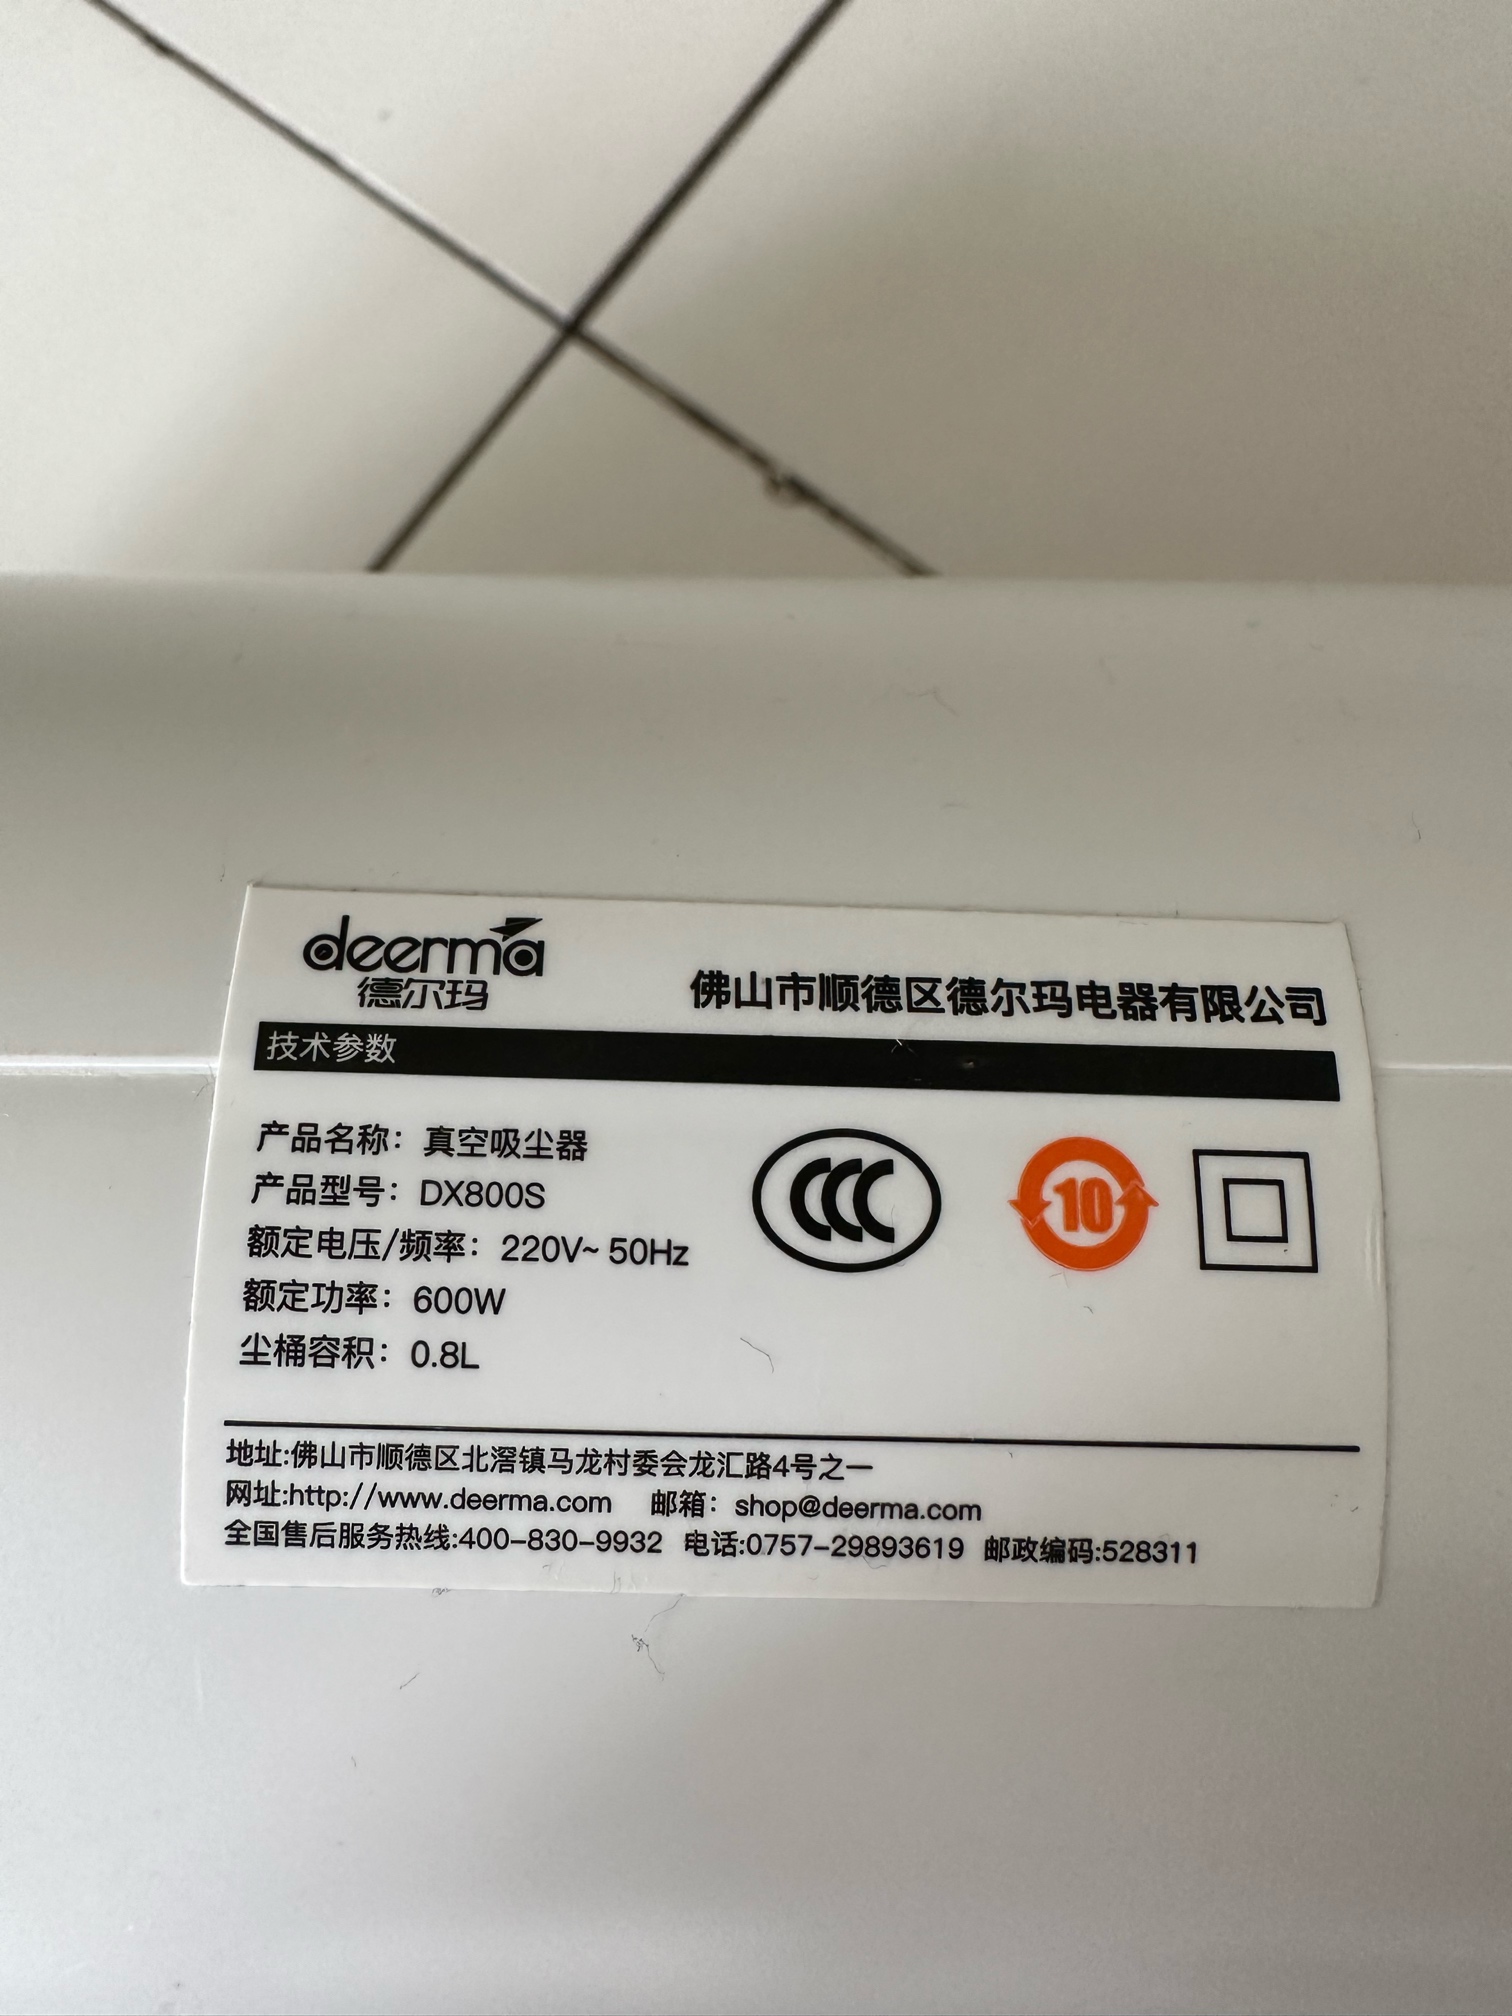 deerma
德尔玛
佛山市顺德区德尔玛电器有限公司
技术参数
产品名称：真空吸尘器
产品型号：DX800S
额定电压/频率：220V~ 50Hz
额定功率：600W
尘桶容积：0.8L
CCC
10
地址:佛山市顺德区北滘镇马龙村委会龙汇路4号之一
网址:http://www.deerma.com 邮箱：shop@deerma.com
全国售后服务热线:400-830-9932 电话:0757-29893619 邮政编码:528311